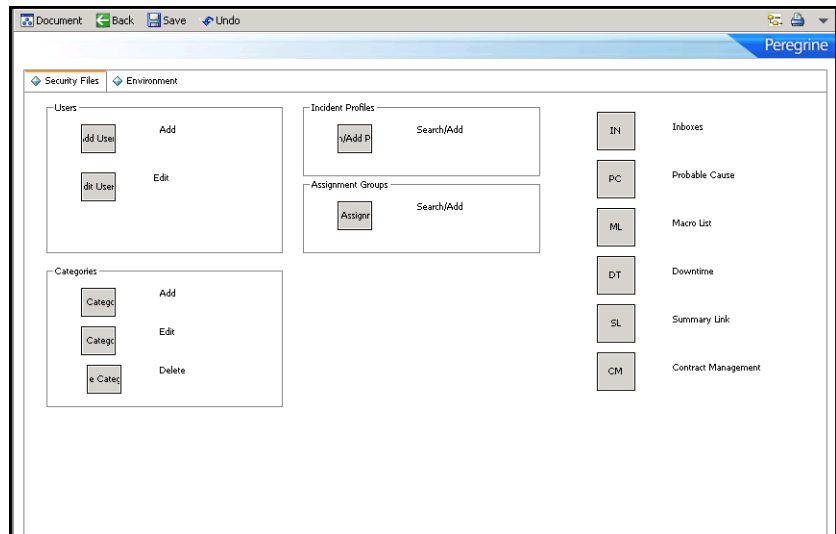 Document Back Save Undo
Peregrine
Security Files Environment
Users
dd User Add
dit User Edit
Incident Profiles
/Add P Search/Add
Assignment Groups
Assignr Search/Add
Categories
Catego Add
Catego Edit
e Categ Delete
IN Inboxes
PC Probable Cause
ML Macro List
DT Downtime
SL Summary Link
CM Contract Management